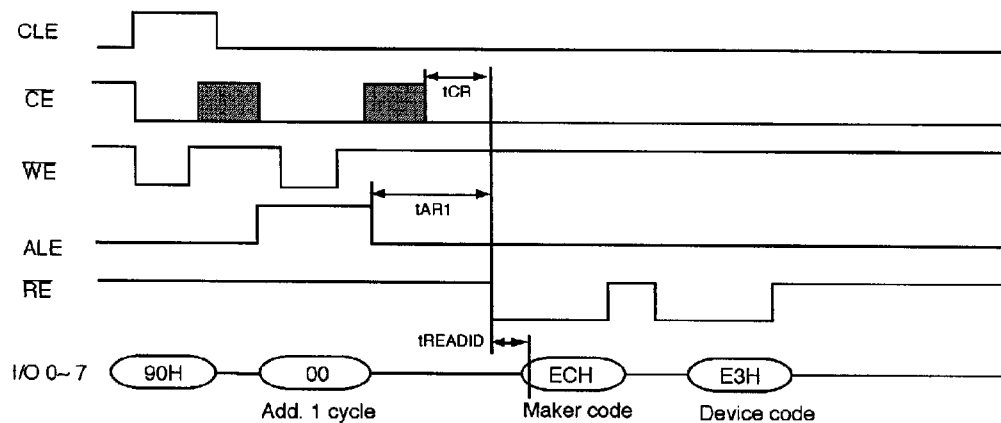 CLE
CE
tCR
WE
tAR1
ALE
RE
tREADID
I/O 0~ 7
90H
00
ECH
E3H
Add. 1 cycle
Maker code
Device code